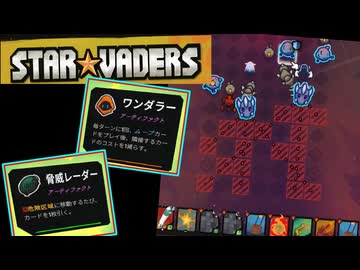 STAR★VADERS
ワンダラー
アーティファクト
毎ターンに1回、ムーブカード
をプレイ後、隣接するカー
ドのコストを1減らす。
脅威レーダー
アーティファクト
危険区域に移動するたび、
カードを1枚引く。